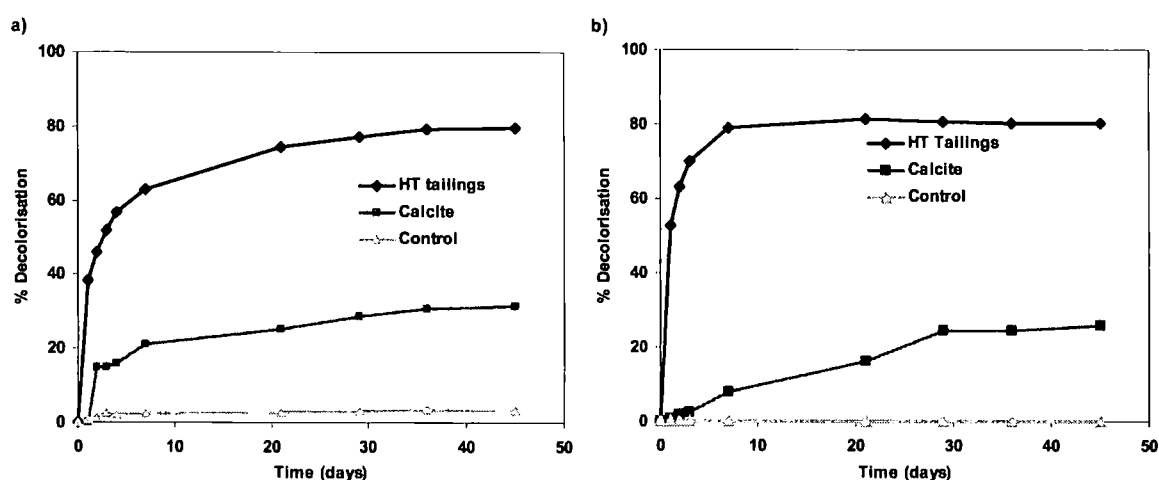 a)
100
80
60
40
20
0
% Decolorisation
HT tailings
Calcite
Control
0 10 20 30 40 50
Time (days)
b)
100
80
60
40
20
0
% Decolorisation
HT Tailings
Calcite
Control
0 10 20 30 40 50
Time (days)